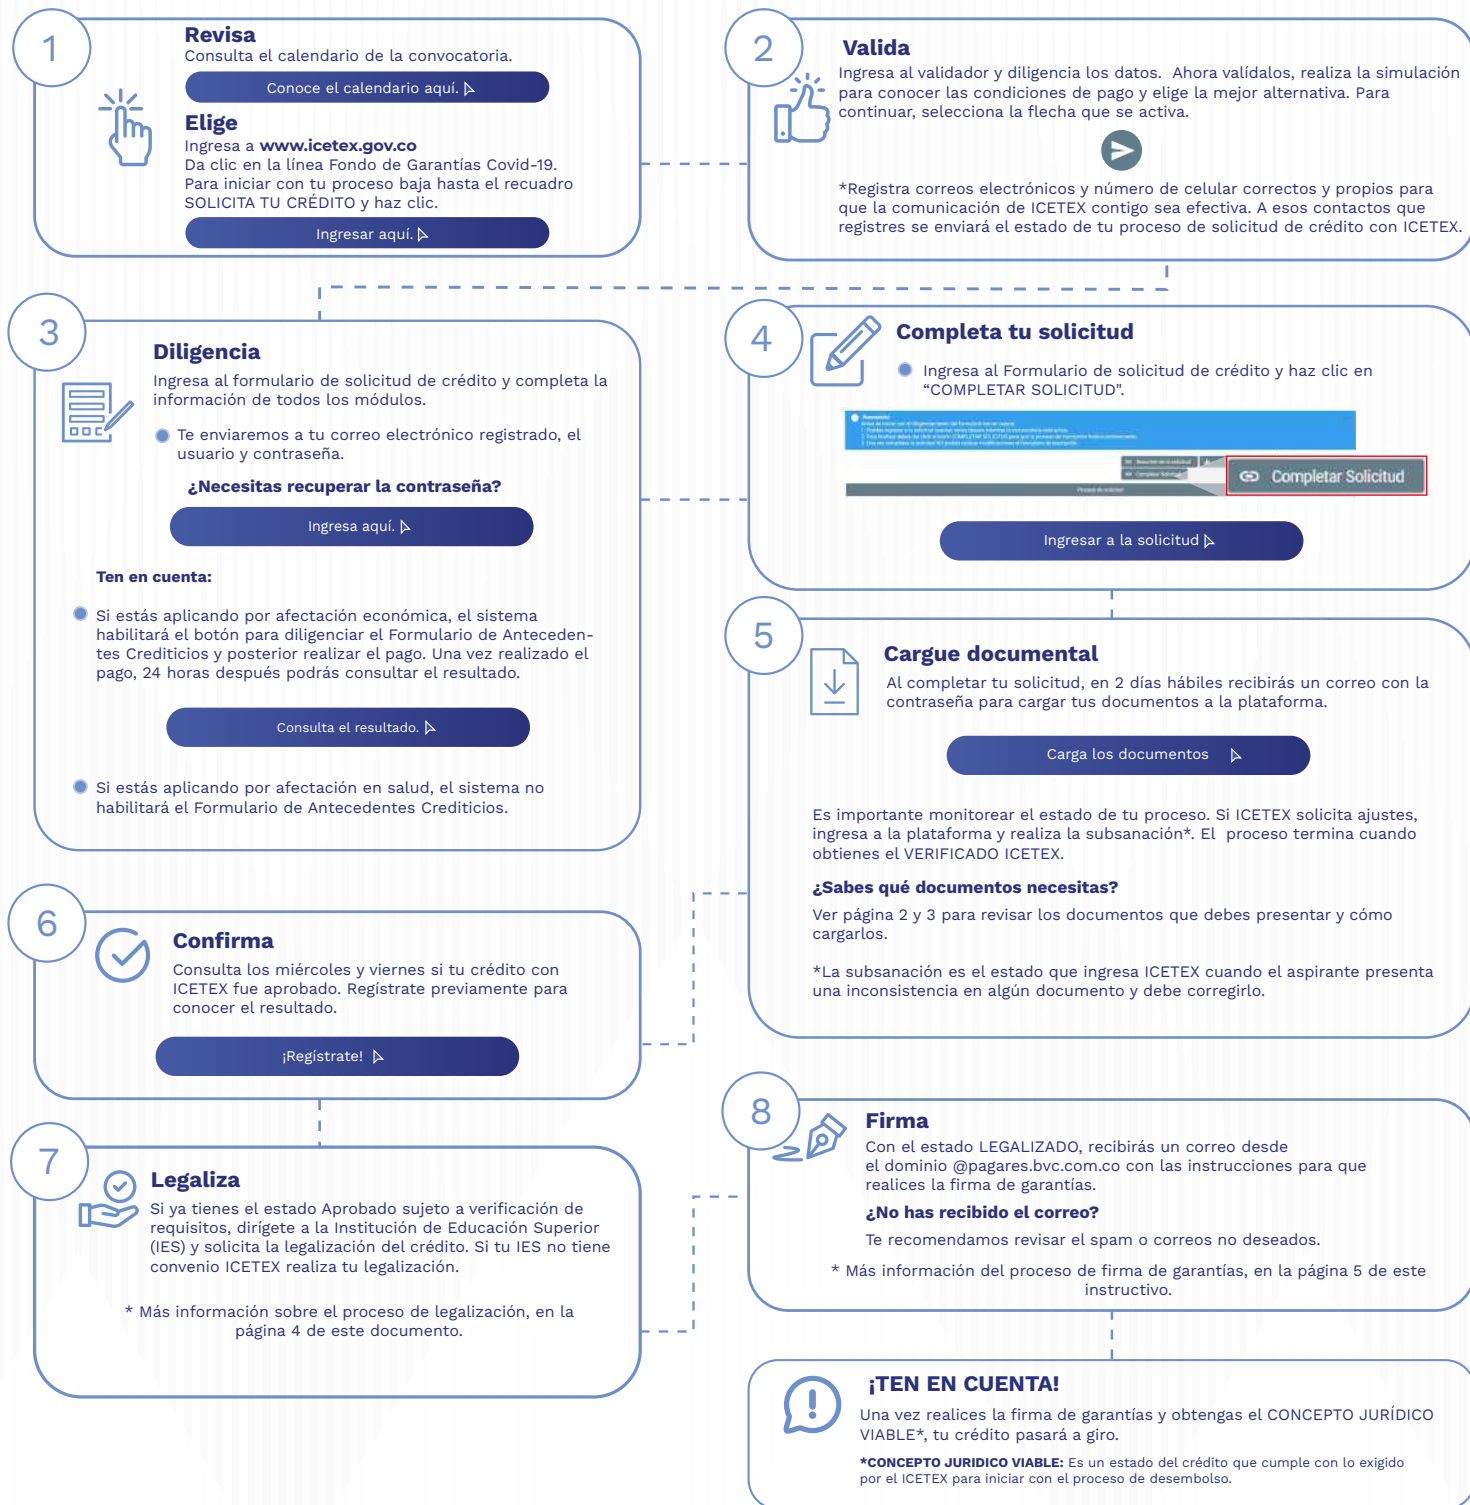 1
Revisa
Consulta el calendario de la convocatoria.
Conoce el calendario aquí.
Elige
Ingresa a www.icetex.gov.co
Da clic en la línea Fondo de Garantías Covid-19.
Para iniciar con tu proceso baja hasta el recuadro
SOLICITA TU CRÉDITO y haz clic.
Ingresar aquí.
2
Valida
Ingresa al validador y diligencia los datos. Ahora valídalos, realiza la simulación
para conocer las condiciones de pago y elige la mejor alternativa. Para
continuar, selecciona la flecha que se activa.
*Registra correos electrónicos y número de celular correctos y propios para
que la comunicación de ICETEX contigo sea efectiva. A esos contactos que
registres se enviará el estado de tu proceso de solicitud de crédito con ICETEX.
3
Diligencia
Ingresa al formulario de solicitud de crédito y completa la
información de todos los módulos.
Te enviaremos a tu correo electrónico registrado, el
usuario y contraseña.
¿Necesitas recuperar la contraseña?
Ingresa aquí.
Ten en cuenta:
Si estás aplicando por afectación económica, el sistema
habilitará el botón para diligenciar el Formulario de Anteceden-
tes Crediticios y posterior realizar el pago. Una vez realizado el
pago, 24 horas después podrás consultar el resultado.
Consulta el resultado.
Si estás aplicando por afectación en salud, el sistema no
habilitará el Formulario de Antecedentes Crediticios.
4
Completa tu solicitud
Ingresa al Formulario de solicitud de crédito y haz clic en
“COMPLETAR SOLICITUD".
Completar Solicitud
Ingresar a la solicitud
5
Cargue documental
Al completar tu solicitud, en 2 días hábiles recibirás un correo con la
contraseña para cargar tus documentos a la plataforma.
Carga los documentos
Es importante monitorear el estado de tu proceso. Si ICETEX solicita ajustes,
ingresa a la plataforma y realiza la subsanación*. El proceso termina cuando
obtienes el VERIFICADO ICETEX.
¿Sabes qué documentos necesitas?
Ver página 2 y 3 para revisar los documentos que debes presentar y cómo
cargarlos.
*La subsanación es el estado que ingresa ICETEX cuando el aspirante presenta
una inconsistencia en algún documento y debe corregirlo.
6
Confirma
Consulta los miércoles y viernes si tu crédito con
ICETEX fue aprobado. Regístrate previamente para
conocer el resultado.
¡Regístrate!
7
Legaliza
Si ya tienes el estado Aprobado sujeto a verificación de
requisitos, dirígete a la Institución de Educación Superior
(IES) y solicita la legalización del crédito. Si tu IES no tiene
convenio ICETEX realiza tu legalización.
* Más información sobre el proceso de legalización, en la
página 4 de este documento.
8
Firma
Con el estado LEGALIZADO, recibirás un correo desde
el dominio @pagares.bvc.com.co con las instrucciones para que
realices la firma de garantías.
¿No has recibido el correo?
Te recomendamos revisar el spam o correos no deseados.
* Más información del proceso de firma de garantías, en la página 5 de este
instructivo.
¡TEN EN CUENTA!
Una vez realices la firma de garantías y obtengas el CONCEPTO JURÍDICO
VIABLE*, tu crédito pasará a giro.
*CONCEPTO JURIDICO VIABLE: Es un estado del crédito que cumple con lo exigido
por el ICETEX para iniciar con el proceso de desembolso.